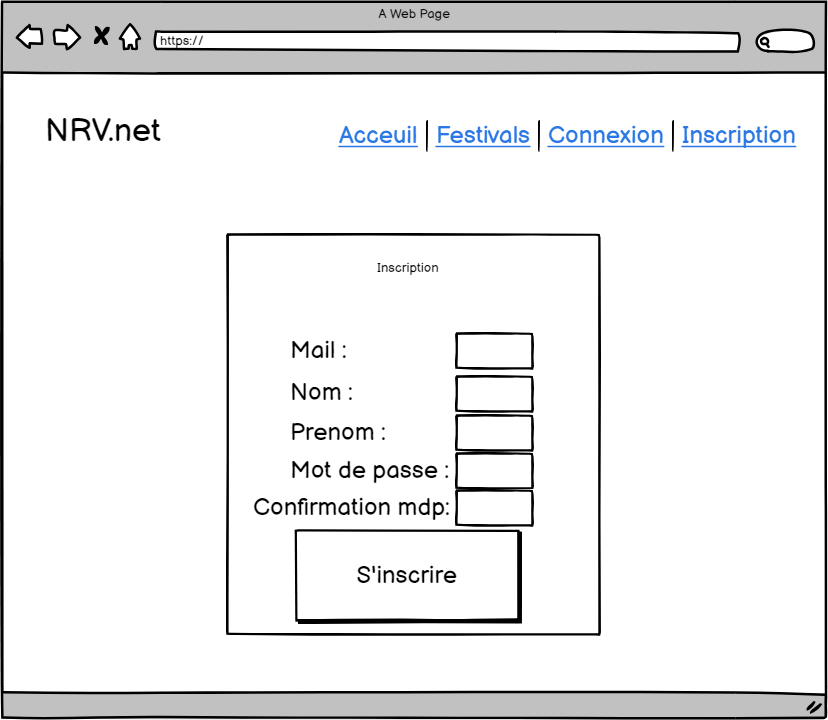 A Web Page
https://
NRV.net
Acceuil | Festivals | Connexion | Inscription
Inscription
Mail :
Nom :
Prenom :
Mot de passe :
Confirmation mdp:
S'inscrire